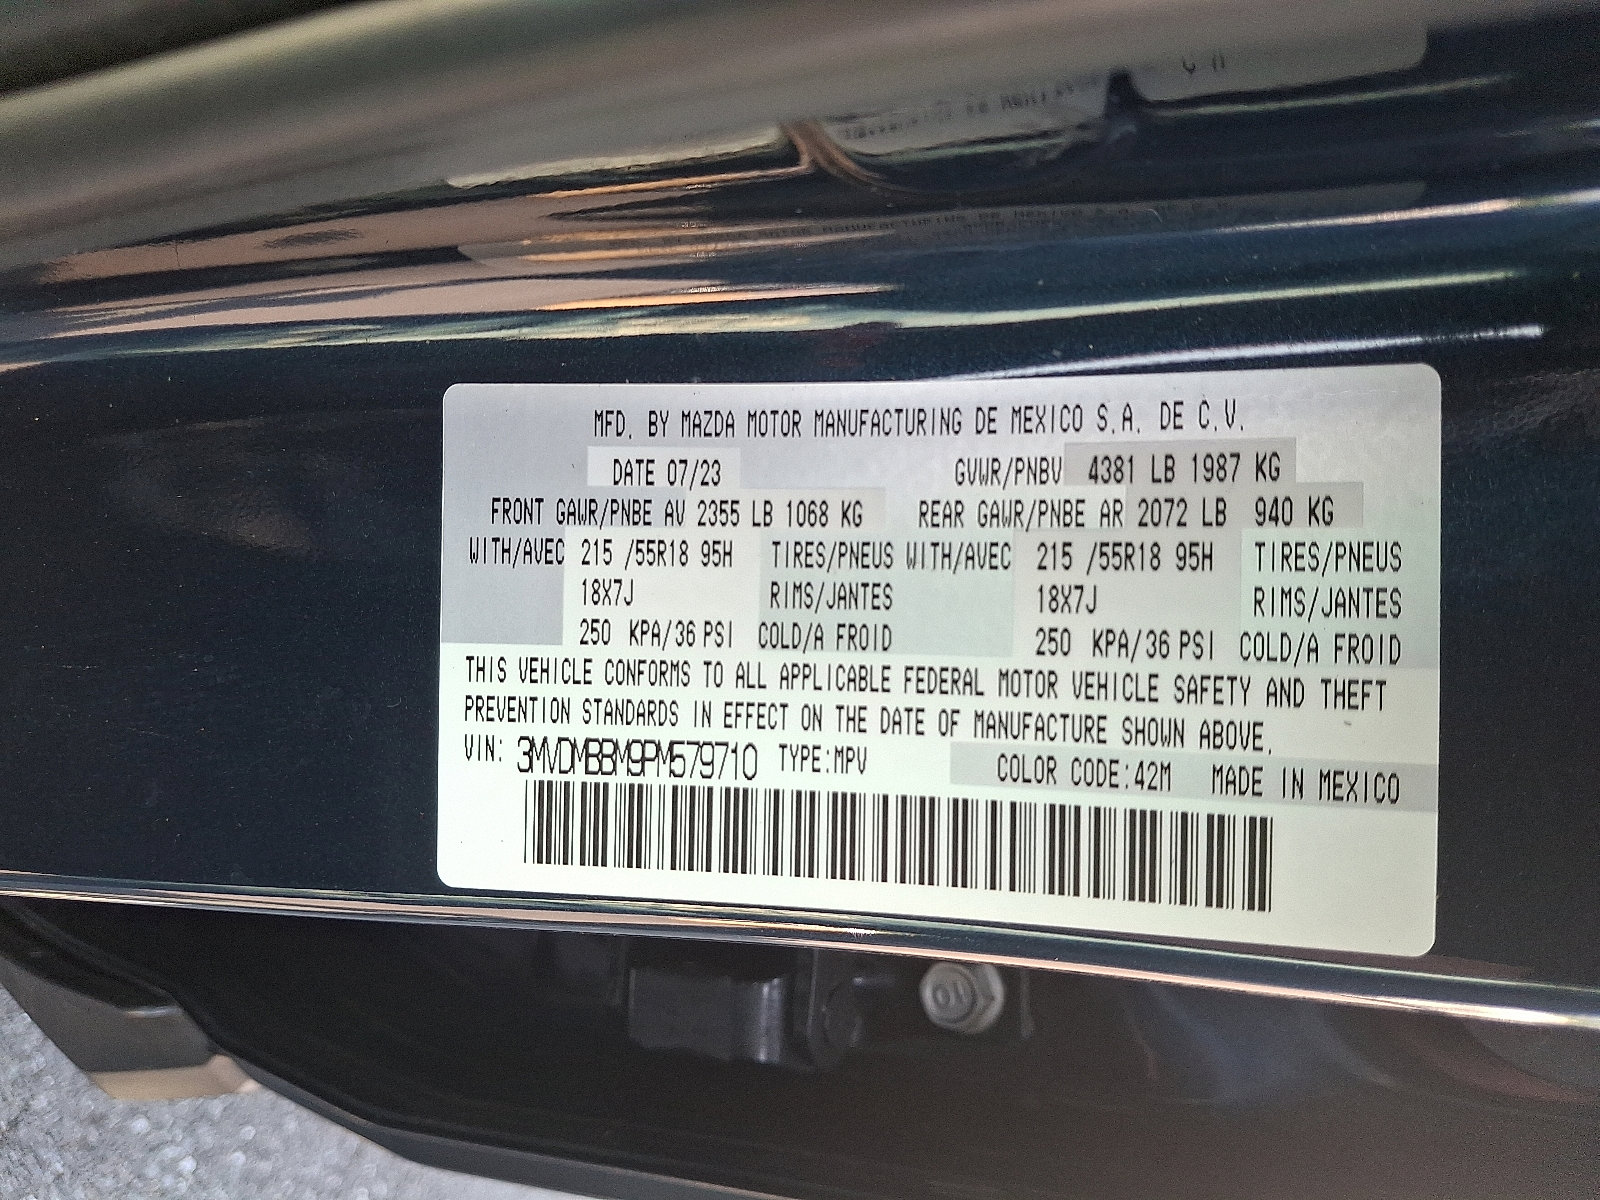 MFD. BY MAZDA MOTOR MANUFACTURING DE MEXICO S.A. DE C.V.
DATE 07/23 GVWR/PNBV 4381 LB 1987 KG
FRONT GAWR/PNBE AV 2355 LB 1068 KG REAR GAWR/PNBE AR 2072 LB 940 KG
WITH/AVEC 215 /55R18 95H TIRES/PNEUS WITH/AVEC 215 /55R18 95H TIRES/PNEUS
18X7J RIMS/JANTES 18X7J RIMS/JANTES
250 KPA/36 PSI COLD/A FROID 250 KPA/36 PSI COLD/A FROID
THIS VEHICLE CONFORMS TO ALL APPLICABLE FEDERAL MOTOR VEHICLE SAFETY AND THEFT
PREVENTION STANDARDS IN EFFECT ON THE DATE OF MANUFACTURE SHOWN ABOVE.
VIN: 3MVDMBBM9PM579710 TYPE:MPV COLOR CODE:42M MADE IN MEXICO
10